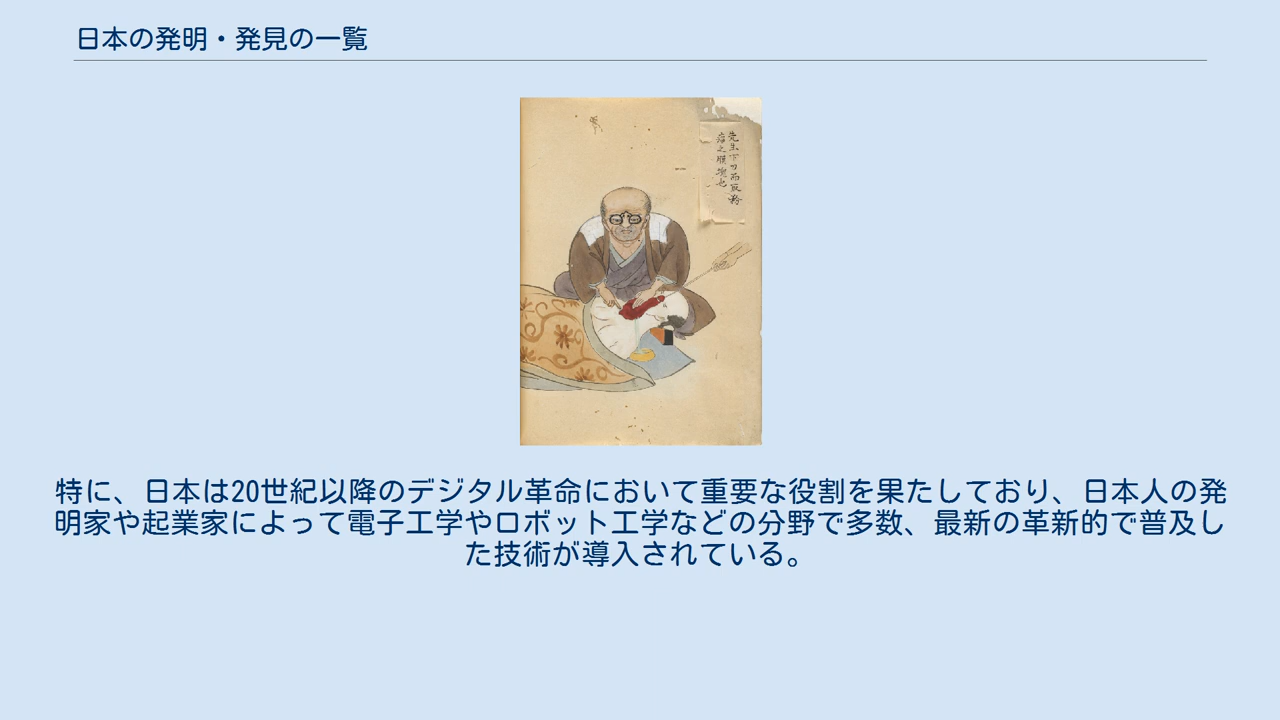 日本の発明・発見の一覧
特に、日本は20世紀以降のデジタル革命において重要な役割を果たしており、日本人の発
明家や起業家によって電子工学やロボット工学などの分野で多数、最新の革新的で普及し
た技術が導入されている。